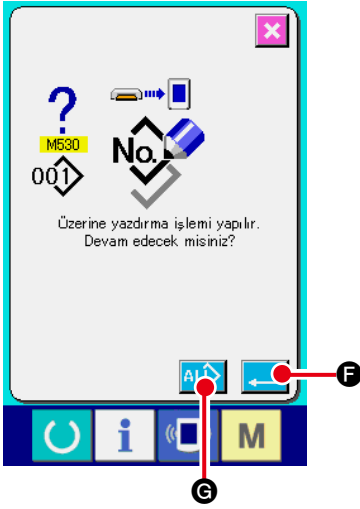 M530
No.
001
Üzerine yazdırma işlemi yapılır.
Devam edecek misiniz?
ALL
F
i
M
G